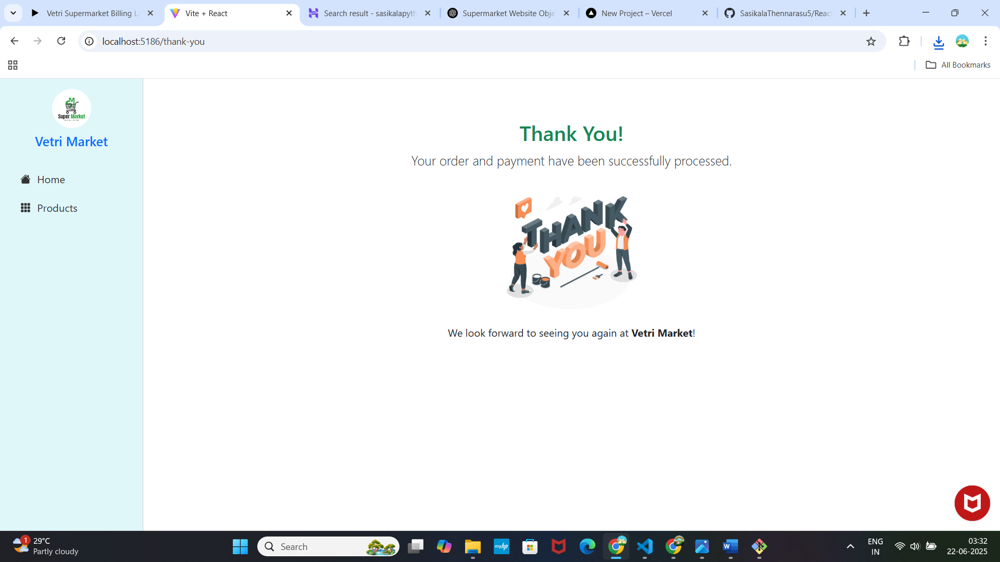 Vetri Supermarket Billing La
Vite + React
Search result - sasikalapyth
Supermarket Website Obje
New Project – Vercel
SasikalaThennarasu5/Reac
localhost:5186/thank-you
All Bookmarks
Super Market
Vetri Market
Home
Products
Thank You!
Your order and payment have been successfully processed.
THANK
YOU
We look forward to seeing you again at Vetri Market!
1
29°C
Partly cloudy
Search
myhp
W
ENG
IN
03:32
22-06-2025